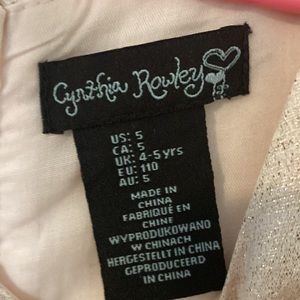 Cynthia Rowley
US: 5
CA: 5
UK: 4-5 yrs
EU: 110
AU: 5
MADE IN
CHINA
FABRIQUÉ EN
CHINE
WYPRODUKOWANO
W CHINACH
HERGESTELLT IN CHINA
GEPRODUCEERD
IN CHINA